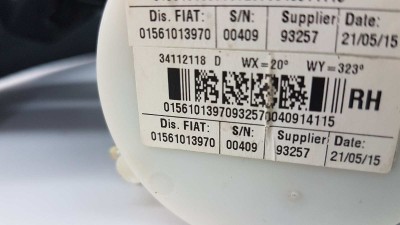 Dis. FIAT: S/N: Supplier Date:
01561013970 00409 93257 21/05/15
34112118 D WX=20° WY=323°
RH
0156101397093257040914115
Dis. FIAT: S/N: Supplier Date:
01561013970 00409 93257 21/05/15